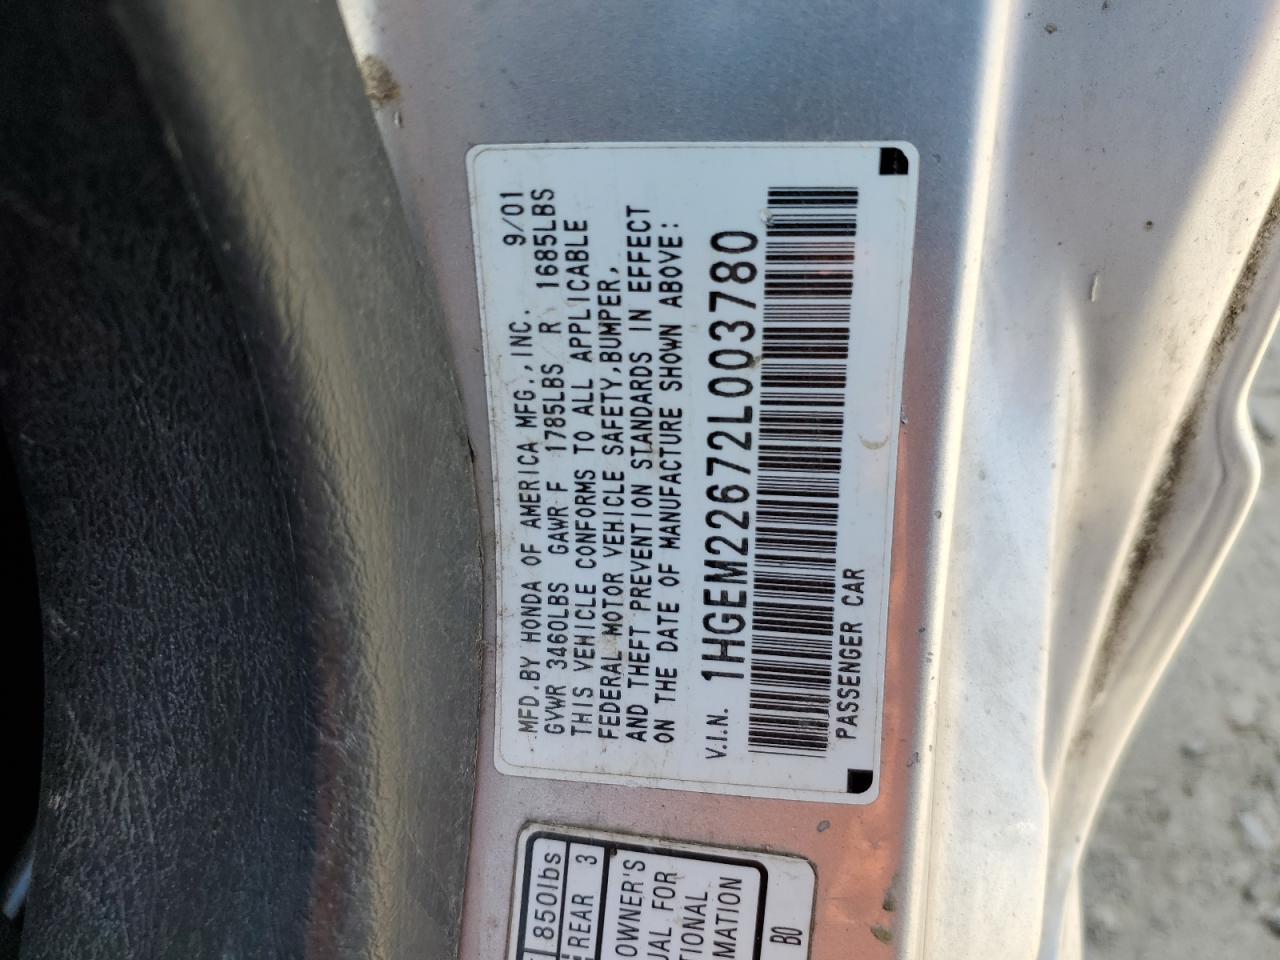 MFD.BY HONDA OF AMERICA MFG.,INC. 9/01
GVWR 3460LBS GAWR F 1785LBS R 1685LBS
THIS VEHICLE CONFORMS TO ALL APPLICABLE
FEDERAL MOTOR VEHICLE SAFETY,BUMPER,
AND THEFT PREVENTION STANDARDS IN EFFECT
ON THE DATE OF MANUFACTURE SHOWN ABOVE:
V.I.N. 1HGEM22672L003780
PASSENGER CAR
850lbs
REAR 3
OWNER'S
UAL FOR
TIONAL
MATION
B0